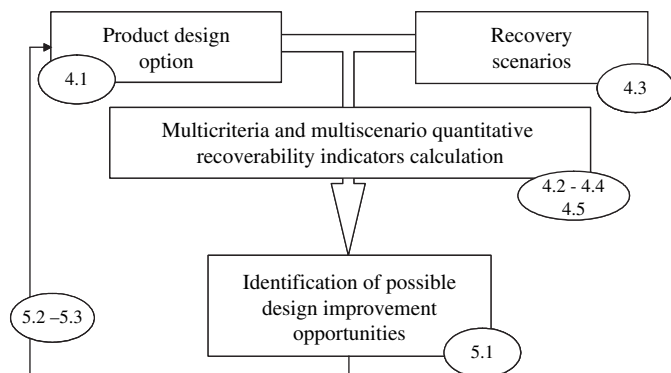 Product design
option
4.1
Recovery
scenarios
4.3
Multicriteria and multiscenario quantitative
recoverability indicators calculation
4.2 - 4.4
4.5
Identification of possible
design improvement
opportunities
5.1
5.2 –5.3